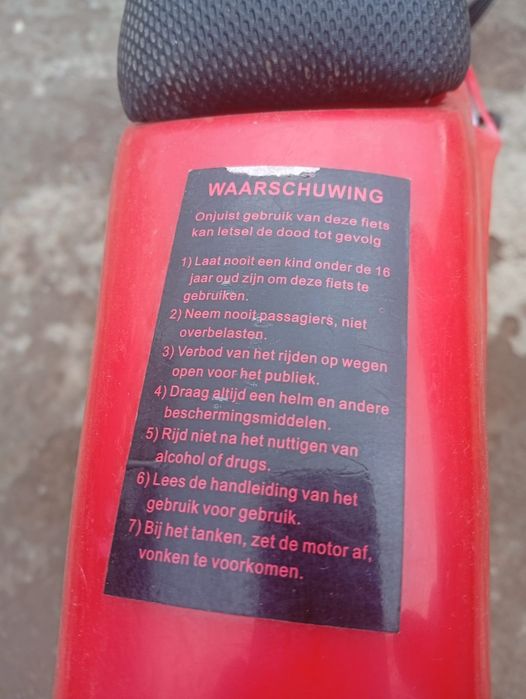 WAARSCHUWING
Onjuist gebruik van deze fiets
kan letsel de dood tot gevolg
1) Laat nooit een kind onder de 16
jaar oud zijn om deze fiets te
gebruiken.
2) Neem nooit passagiers, niet
overbelasten.
3) Verbod van het rijden op wegen
open voor het publiek.
4) Draag altijd een helm en andere
beschermingsmiddelen.
5) Rijd niet na het nuttigen van
alcohol of drugs.
6) Lees de handleiding van het
gebruik voor gebruik.
7) Bij het tanken, zet de motor af,
vonken te voorkomen.